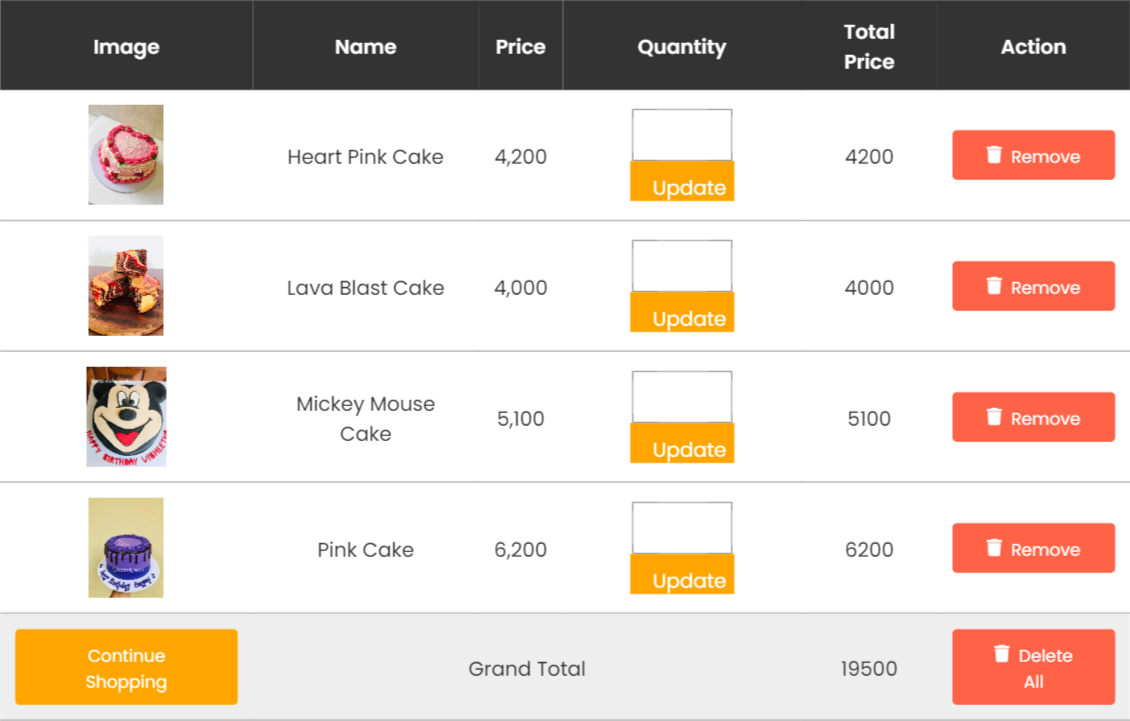 Image Name Price Quantity Total Price Action
Heart Pink Cake 4,200 4200 Remove
Update
Lava Blast Cake 4,000 4000 Remove
Update
Mickey Mouse Cake 5,100 5100 Remove
Update
HAPPY BIRTHDAY
Pink Cake 6,200 6200 Remove
Update
Continue Shopping Grand Total 19500 Delete All